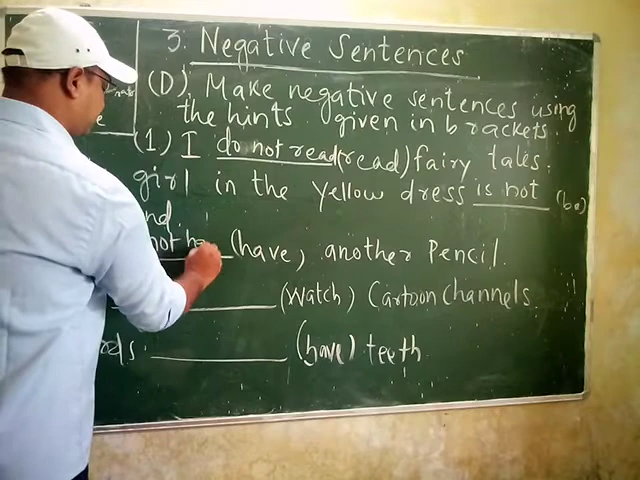 3. Negative Sentences
(D) Make negative sentences using
the hints given in brackets.
(1) I do not read (read) fairy tales.
girl in the yellow dress is not (be)
not ha (have) another Pencil.
(Watch) Cartoon Channels.
(have) teeth